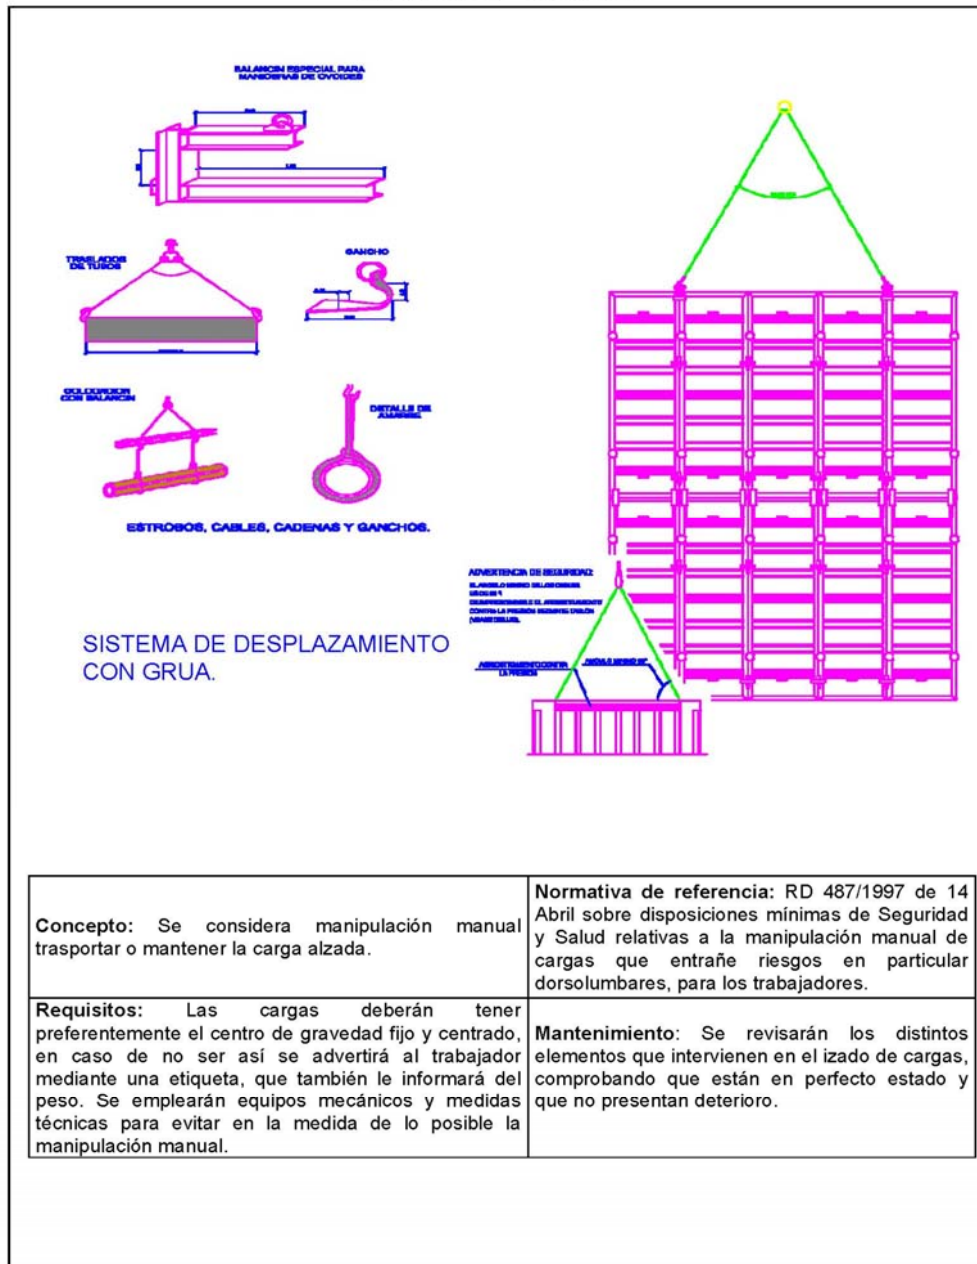 BALANCIN ESPECIAL PARA
MANIOBRAS DE OVOIDES
TRASLADOS
DE TUBOS
GANCHO
COLOCACION
CON BALANCIN
DETALLE DE
AMARRE
ESTROBOS, CABLES, CADENAS Y GANCHOS.
ADVERTENCIA DE SEGURIDAD:
CONTRA LA
LA PRESION
SISTEMA DE DESPLAZAMIENTO
CON GRUA.
Concepto: Se considera manipulación manual
trasportar o mantener la carga alzada.
Normativa de referencia: RD 487/1997 de 14
Abril sobre disposiciones mínimas de Seguridad
y Salud relativas a la manipulación manual de
cargas que entrañe riesgos en particular
dorsolumbares, para los trabajadores.
Requisitos: Las cargas deberán tener
preferentemente el centro de gravedad fijo y centrado,
en caso de no ser así se advertirá al trabajador
mediante una etiqueta, que también le informará del
peso. Se emplearán equipos mecánicos y medidas
técnicas para evitar en la medida de lo posible la
manipulación manual.
Mantenimiento: Se revisarán los distintos
elementos que intervienen en el izado de cargas,
comprobando que están en perfecto estado y
que no presentan deterioro.